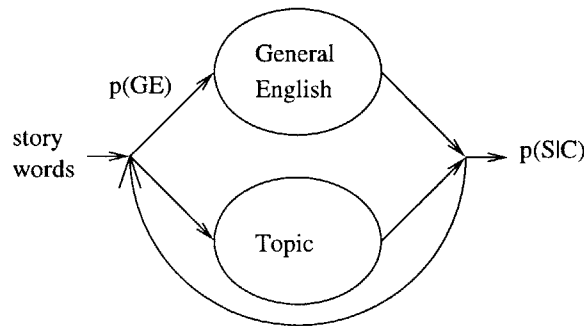 General
English
p(GE)
story
words
p(S|C)
Topic